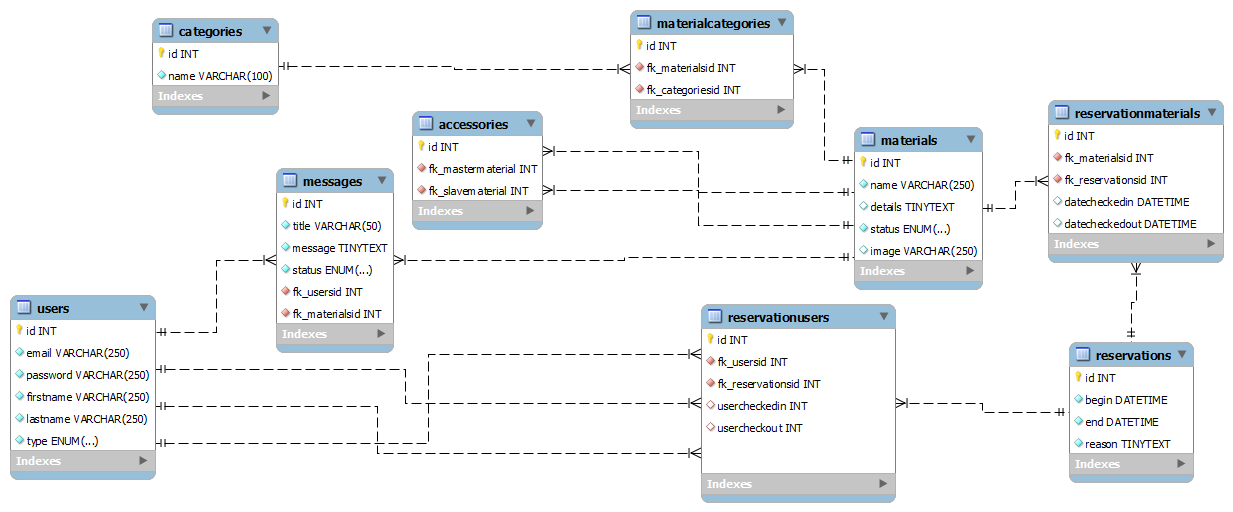 categories
id INT
name VARCHAR(100)
Indexes
materialcategories
id INT
fk_materialsid INT
fk_categoriesid INT
Indexes
accessories
id INT
fk_mastermaterial INT
fk_slavematerial INT
Indexes
materials
id INT
name VARCHAR(250)
details TINYTEXT
status ENUM(...)
image VARCHAR(250)
Indexes
reservationmaterials
id INT
fk_materialsid INT
fk_reservationsid INT
datecheckedin DATETIME
datecheckedout DATETIME
Indexes
messages
id INT
title VARCHAR(50)
message TINYTEXT
status ENUM(...)
fk_usersid INT
fk_materialsid INT
Indexes
users
id INT
email VARCHAR(250)
password VARCHAR(250)
firstname VARCHAR(250)
lastname VARCHAR(250)
type ENUM(...)
Indexes
reservationusers
id INT
fk_usersid INT
fk_reservationsid INT
usercheckedin INT
usercheckout INT
Indexes
reservations
id INT
begin DATETIME
end DATETIME
reason TINYTEXT
Indexes